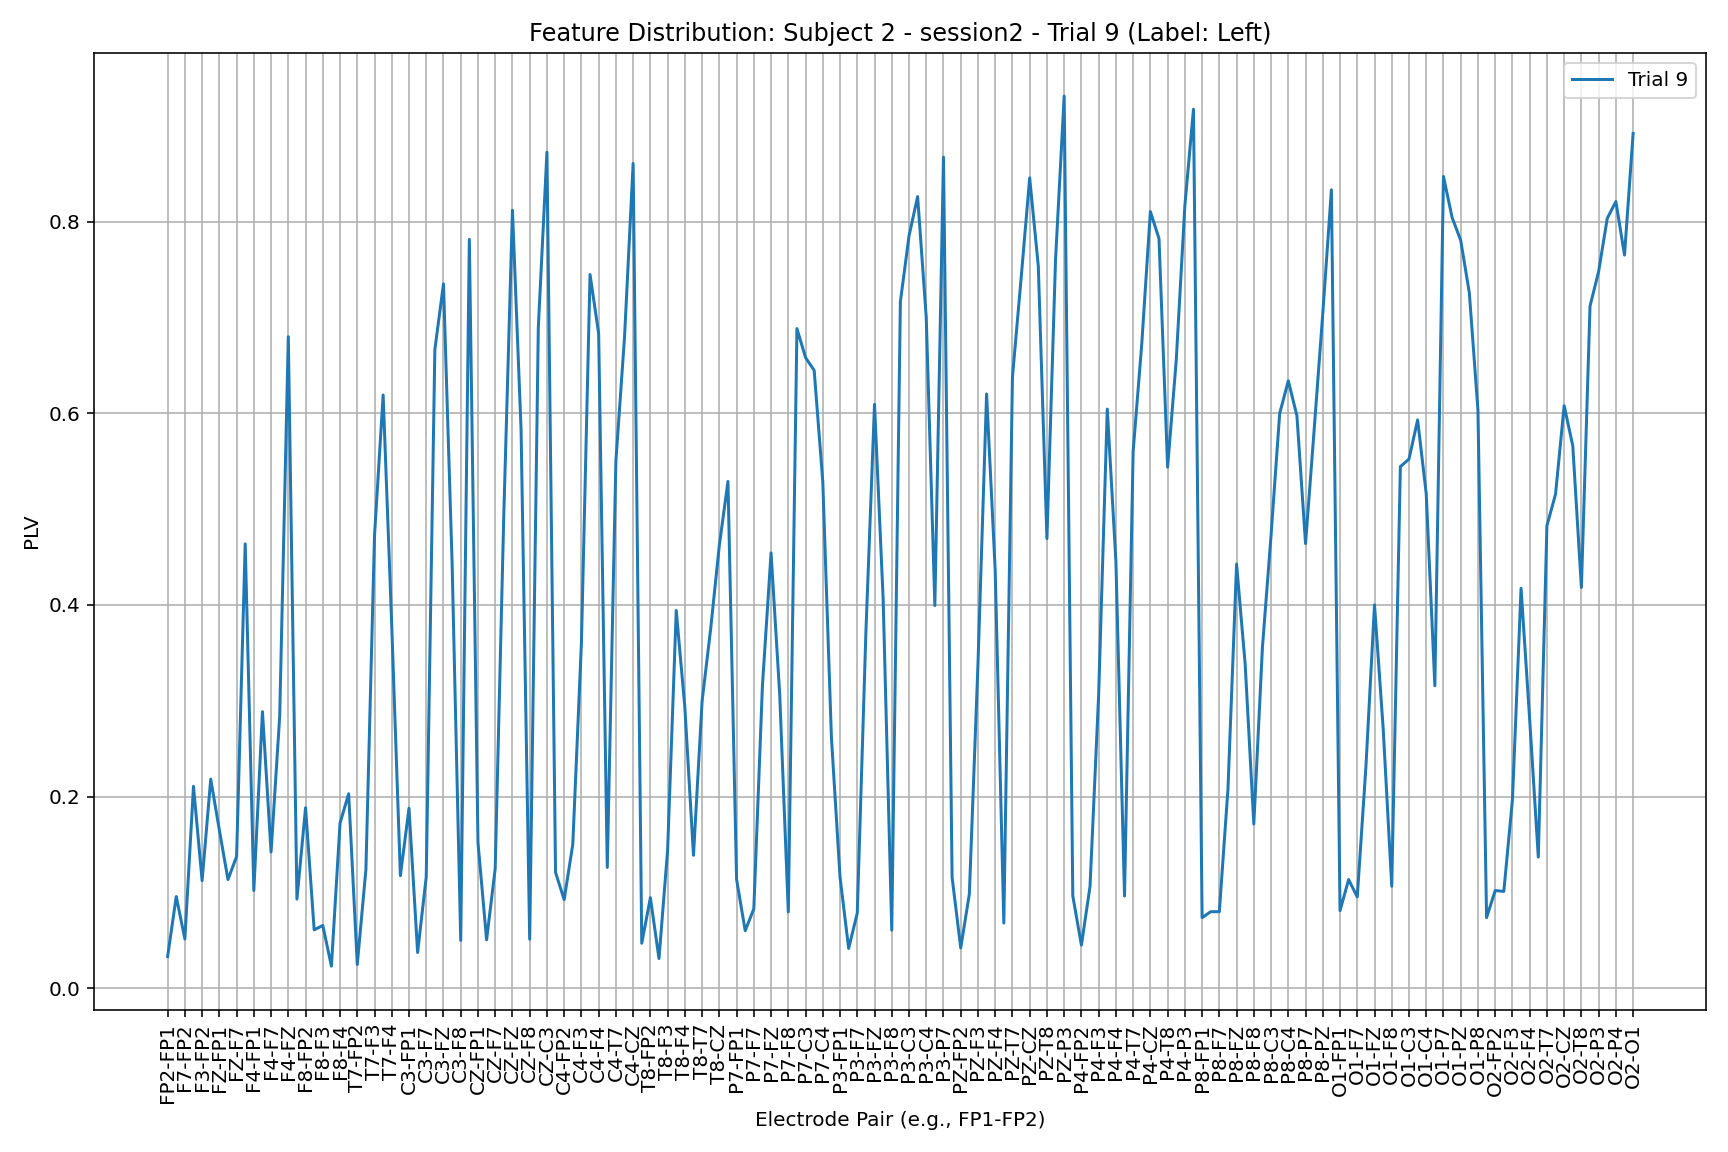 Feature Distribution: Subject 2 - session2 - Trial 9 (Label: Left)
Trial 9
PLV
0.8
0.6
0.4
0.2
0.0
FP2-FP1
F7-FP2
F3-FP2
FZ-FP1
FZ-F7
F4-FP1
F4-F7
F4-FZ
F8-FP2
F8-F3
F8-F4
T7-FP2
T7-F3
T7-F4
C3-FP1
C3-F7
C3-FZ
C3-F8
CZ-FP1
CZ-F7
CZ-FZ
CZ-F8
CZ-C3
C4-FP2
C4-F3
C4-F4
C4-T7
C4-CZ
T8-FP2
T8-F3
T8-F4
T8-T7
T8-CZ
P7-FP1
P7-F7
P7-FZ
P7-F8
P7-C3
P7-C4
P3-FP1
P3-F7
P3-FZ
P3-F8
P3-C3
P3-C4
P3-P7
PZ-FP2
PZ-F3
PZ-F4
PZ-T7
PZ-CZ
PZ-T8
PZ-P3
P4-FP2
P4-F3
P4-F4
P4-T7
P4-CZ
P4-T8
P4-P3
P8-FP1
P8-F7
P8-FZ
P8-F8
P8-C3
P8-C4
P8-P7
P8-PZ
O1-FP1
O1-F7
O1-FZ
O1-F8
O1-C3
O1-C4
O1-P7
O1-PZ
O1-P8
O2-FP2
O2-F3
O2-F4
O2-T7
O2-CZ
O2-T8
O2-P3
O2-P4
O2-O1
Electrode Pair (e.g., FP1-FP2)